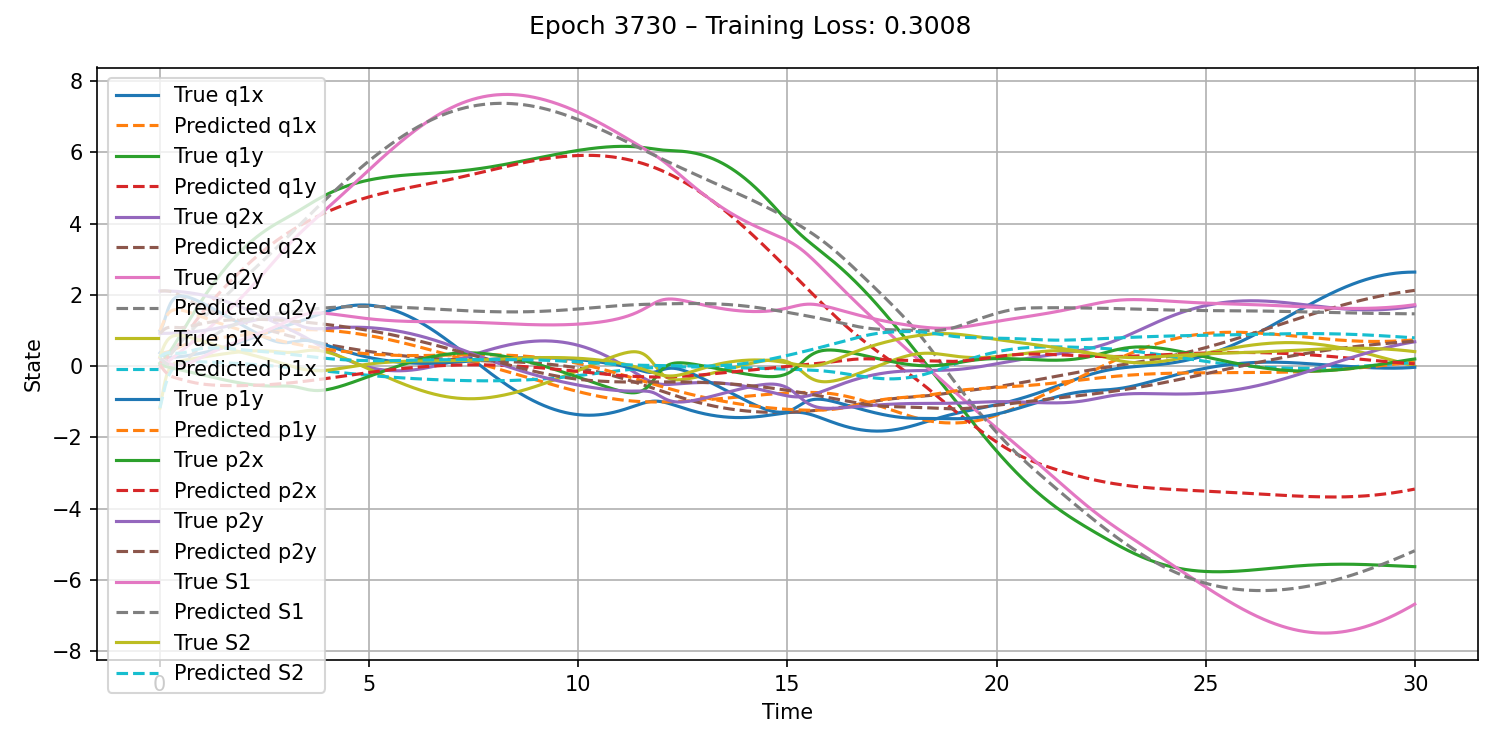 Epoch 3730 – Training Loss: 0.3008
8
6
4
2
0
−2
−4
−6
−8
State
True q1x
Predicted q1x
True q1y
Predicted q1y
True q2x
Predicted q2x
True q2y
Predicted q2y
True p1x
Predicted p1x
True p1y
Predicted p1y
True p2x
Predicted p2x
True p2y
Predicted p2y
True S1
Predicted S1
True S2
Predicted S2
0 5 10 15 20 25 30
Time